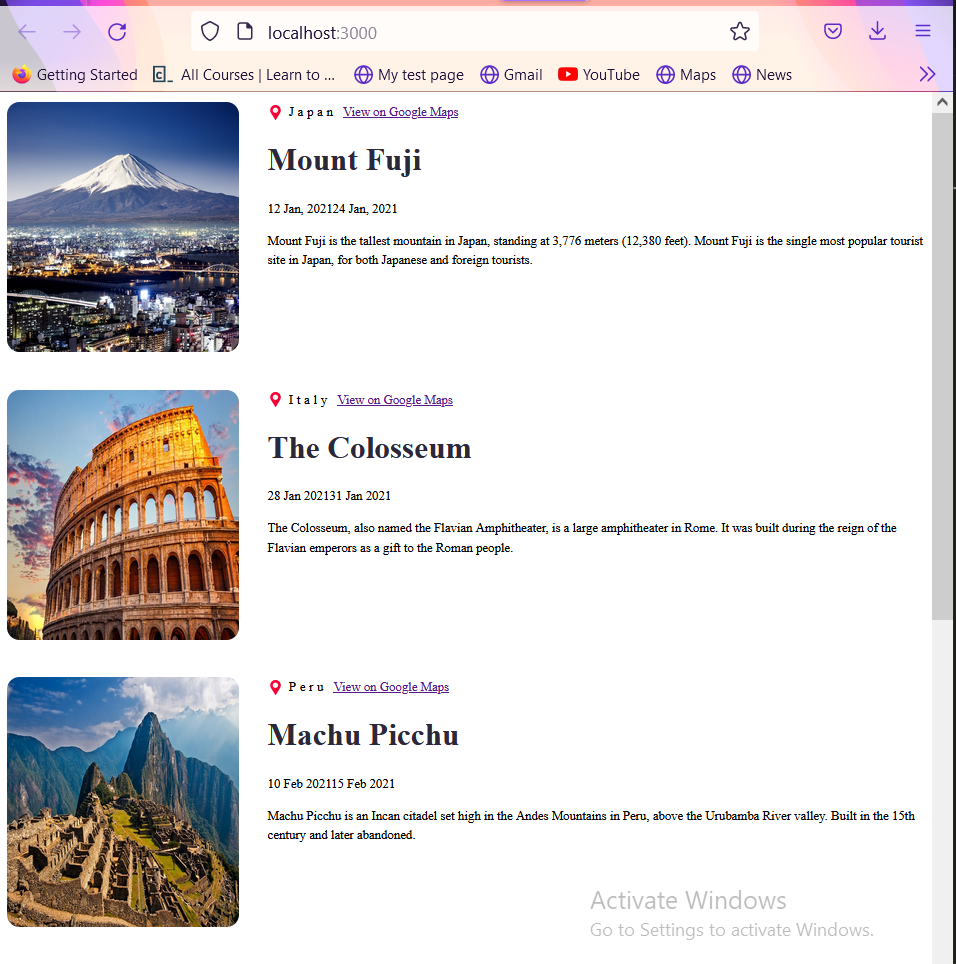 localhost:3000
Getting Started
All Courses | Learn to ...
My test page
Gmail
YouTube
Maps
News
Japan View on Google Maps
Mount Fuji
12 Jan, 202124 Jan, 2021
Mount Fuji is the tallest mountain in Japan, standing at 3,776 meters (12,380 feet). Mount Fuji is the single most popular tourist
site in Japan, for both Japanese and foreign tourists.
Italy View on Google Maps
The Colosseum
28 Jan 202131 Jan 2021
The Colosseum, also named the Flavian Amphitheater, is a large amphitheater in Rome. It was built during the reign of the
Flavian emperors as a gift to the Roman people.
Peru View on Google Maps
Machu Picchu
10 Feb 202115 Feb 2021
Machu Picchu is an Incan citadel set high in the Andes Mountains in Peru, above the Urubamba River valley. Built in the 15th
century and later abandoned.
Activate Windows
Go to Settings to activate Windows.